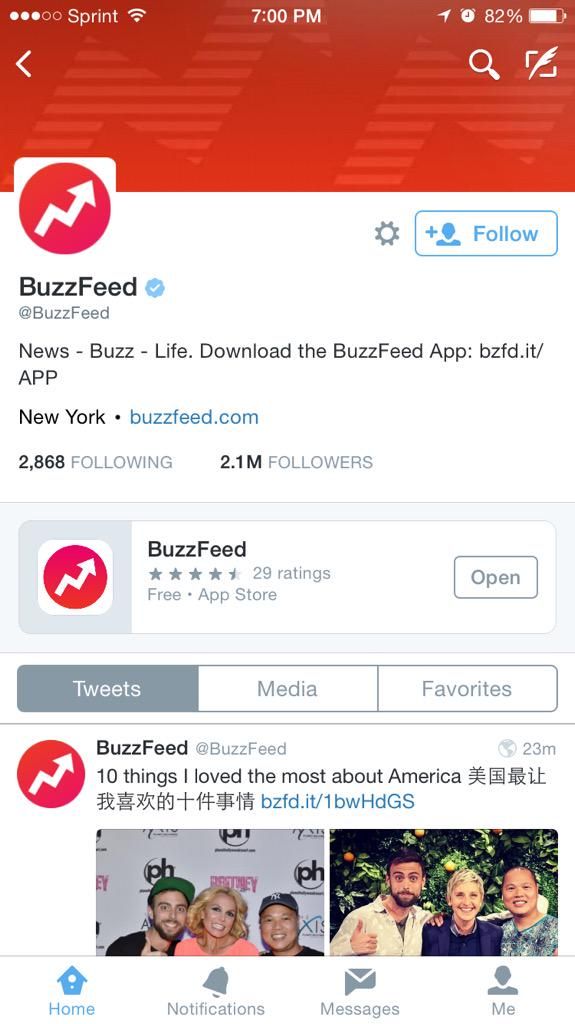 Sprint 7:00 PM 82%
Follow
BuzzFeed
@BuzzFeed
News - Buzz - Life. Download the BuzzFeed App: bzfd.it/
APP
New York • buzzfeed.com
2,868 FOLLOWING 2.1M FOLLOWERS
BuzzFeed
29 ratings
Free • App Store
Open
Tweets Media Favorites
BuzzFeed @BuzzFeed 23m
10 things I loved the most about America 美国最让
我喜欢的十件事情 bzfd.it/1bwHdGS
ph
ph
BRITNEY
Home Notifications Messages Me